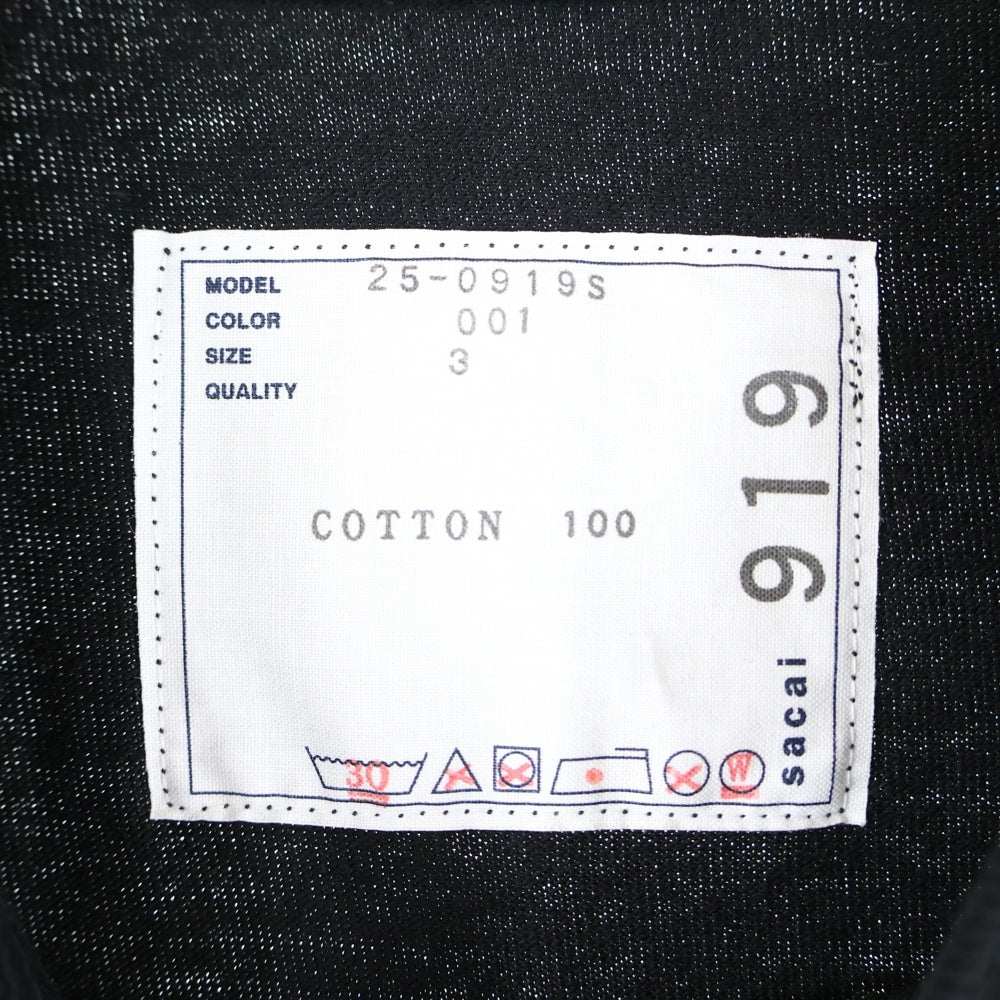 MODEL 25-0919S
COLOR 001
SIZE 3
QUALITY
COTTON 100
919
sacai
30
W